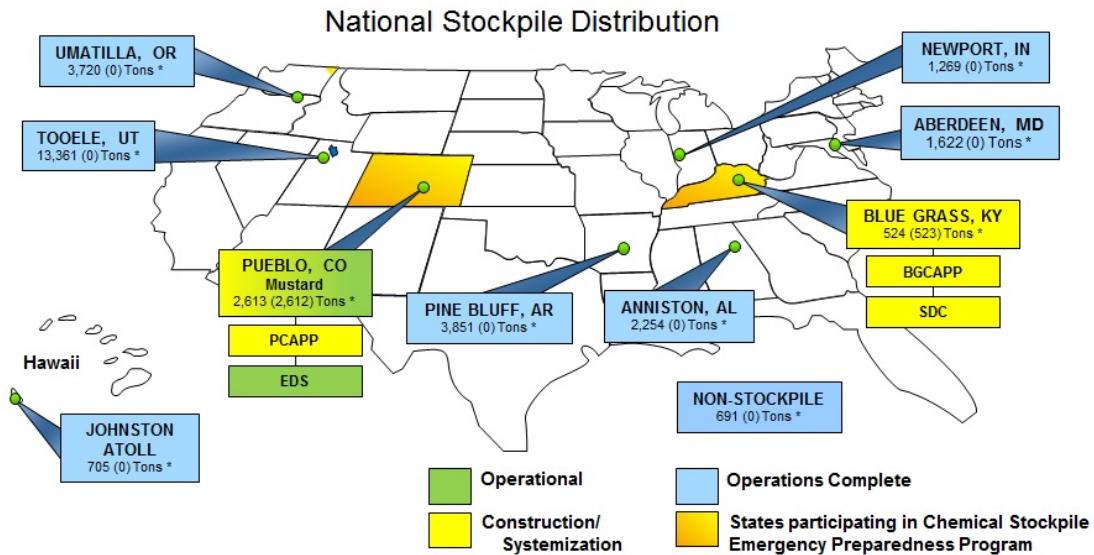 National Stockpile Distribution
UMATILLA, OR
3,720 (0) Tons *
NEWPORT, IN
1,269 (0) Tons *
TOOELE, UT
13,361 (0) Tons *
ABERDEEN, MD
1,622 (0) Tons *
BLUE GRASS, KY
524 (523) Tons *
BGCAPP
SDC
PUEBLO, CO
Mustard
2,613 (2,612) Tons *
PCAPP
EDS
PINE BLUFF, AR
3,851 (0) Tons *
ANNISTON, AL
2,254 (0) Tons *
Hawaii
JOHNSTON
ATOLL
705 (0) Tons *
NON-STOCKPILE
691 (0) Tons *
Operational
Operations Complete
Construction/
Systemization
States participating in Chemical Stockpile
Emergency Preparedness Program